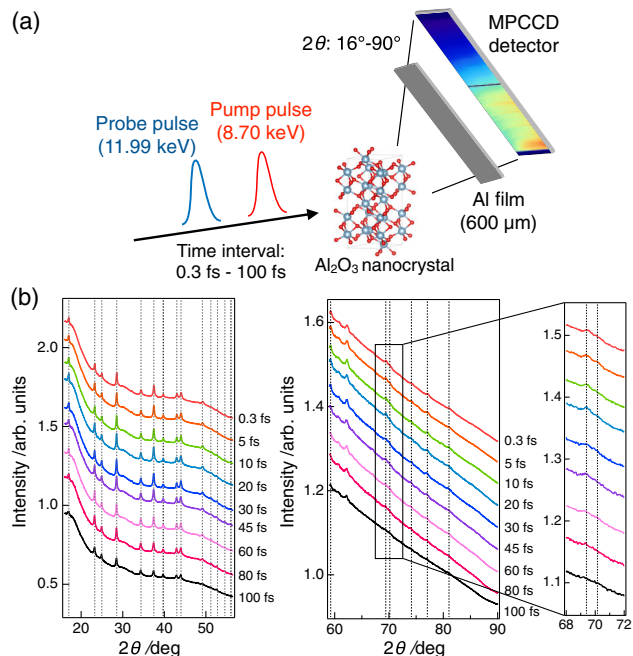 (a)
MPCCD
detector
2θ: 16°-90°
Probe pulse
(11.99 keV)
Pump pulse
(8.70 keV)
Al film
(600 μm)
Time interval:
0.3 fs - 100 fs
Al2O3 nanocrystal
(b)
Intensity /arb. units
2.0
1.5
1.0
0.5
0.3 fs
5 fs
10 fs
20 fs
30 fs
45 fs
60 fs
80 fs
100 fs
20
30
40
50
2θ /deg
Intensity /arb. units
1.6
1.4
1.2
1.0
0.3 fs
5 fs
10 fs
20 fs
30 fs
45 fs
60 fs
80 fs
100 fs
60
70
80
90
2θ /deg
1.5
1.4
1.3
1.2
1.1
68
70
72